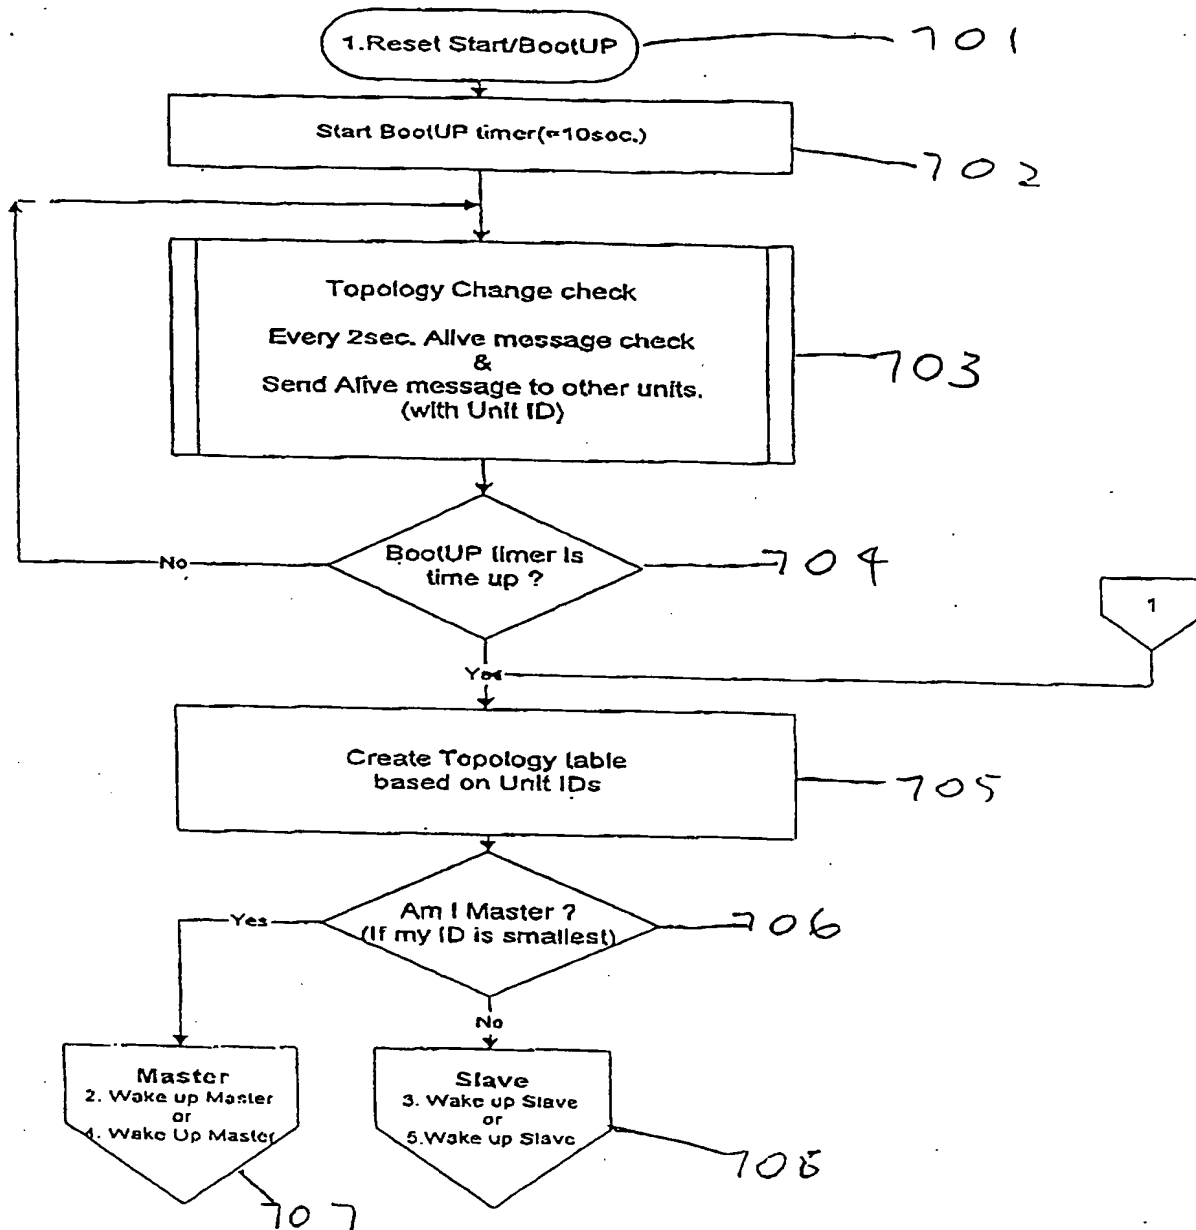 1.Reset Start/BootUP
701
Start BootUP timer(=10sec.)
702
Topology Change check
Every 2sec. Alive message check
&
Send Alive message to other units.
(with Unit ID)
703
No
BootUP timer is
time up ?
704
1
Yes
Create Topology table
based on Unit IDs
705
Yes
Am I Master ?
(If my ID is smallest)
706
No
Master
2. Wake up Master
or
4. Wake Up Master
707
Slave
3. Wake up Slave
or
5.Wake up Slave
708